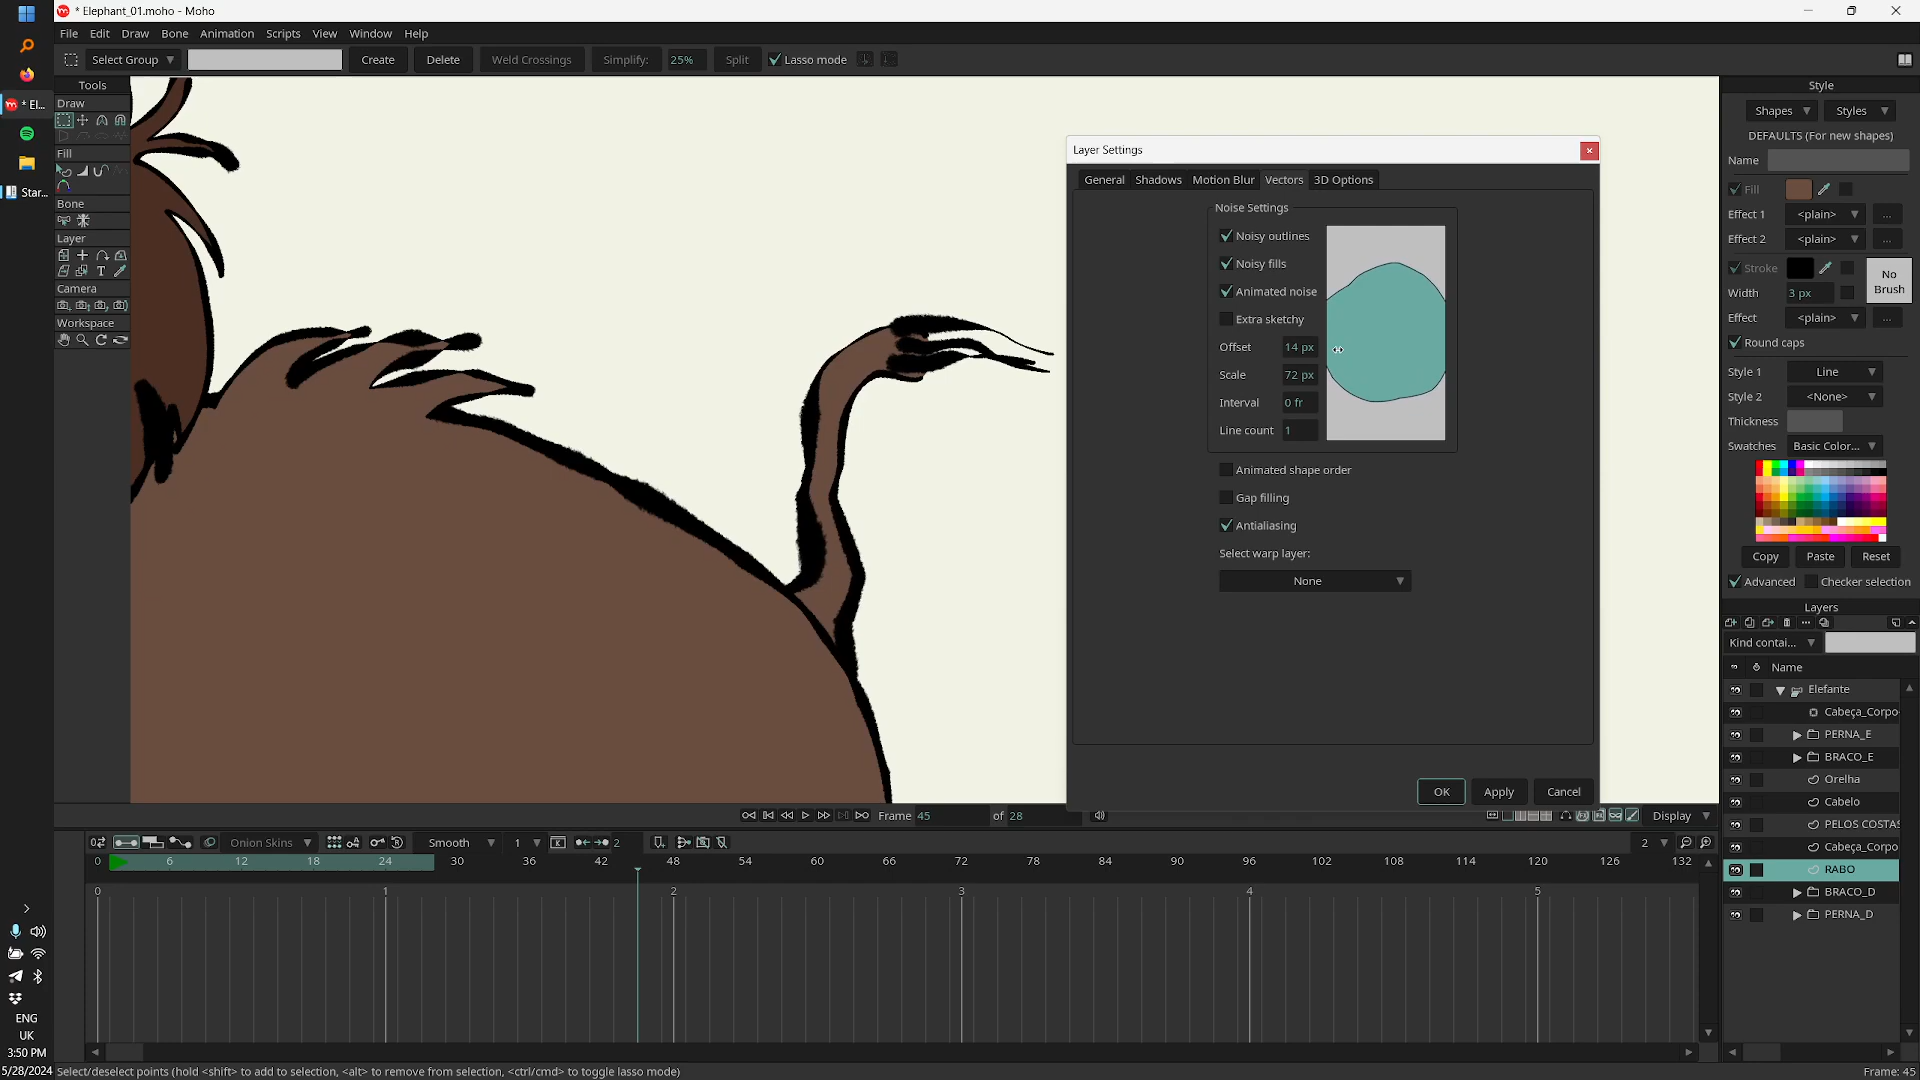 * Elephant_01.moho - Moho
File Edit Draw Bone Animation Scripts View Window Help
Select Group Create Delete Weld Crossings Simplify: 25% Split Lasso mode
* El...
Star...
Tools
Draw
Fill
Bone
Layer
Camera
Workspace
Layer Settings
General Shadows Motion Blur Vectors 3D Options
Noise Settings
Noisy outlines
Noisy fills
Animated noise
Extra sketchy
Offset 14 px
Scale 72 px
Interval 0 fr
Line count 1
Animated shape order
Gap filling
Antialiasing
Select warp layer:
None
OK Apply Cancel
Style
Shapes Styles
DEFAULTS (For new shapes)
Name
Fill
Effect 1 <plain> ...
Effect 2 <plain> ...
Stroke
No
Brush
Width 3 px
Effect <plain> ...
Round caps
Style 1 Line
Style 2 <None>
Thickness
Swatches Basic Color...
Copy Paste Reset
Advanced Checker selection
Layers
Kind contai...
Name
Elefante
Cabeça_Corpo
PERNA_E
BRACO_E
Orelha
Cabelo
PELOS COSTAS
Cabeça_Corpo
RABO
BRACO_D
PERNA_D
Frame 45 of 28 Display
Onion Skins Smooth 1 2 2
0 6 12 18 24 30 36 42 48 54 60 66 72 78 84 90 96 102 108 114 120 126 132
0 1 2 3 4 5
ENG
UK
3:50 PM
5/28/2024
Select/deselect points (hold <shift> to add to selection, <alt> to remove from selection, <ctrl/cmd> to toggle lasso mode)
Frame: 45